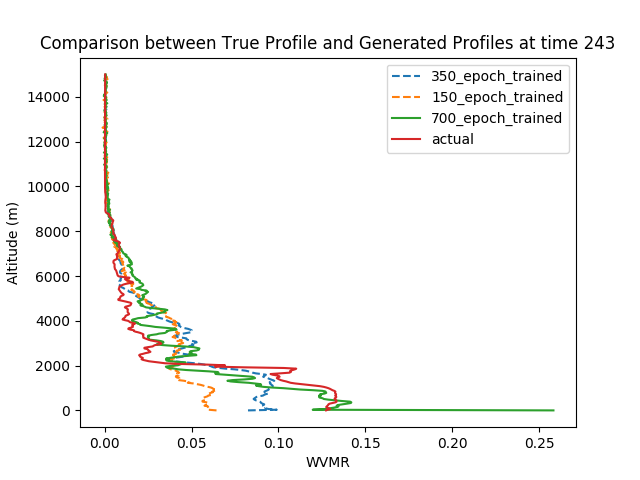 Comparison between True Profile and Generated Profiles at time 243
350_epoch_trained
150_epoch_trained
700_epoch_trained
actual
14000
12000
10000
8000
6000
4000
2000
0
Altitude (m)
0.00 0.05 0.10 0.15 0.20 0.25
WVMR